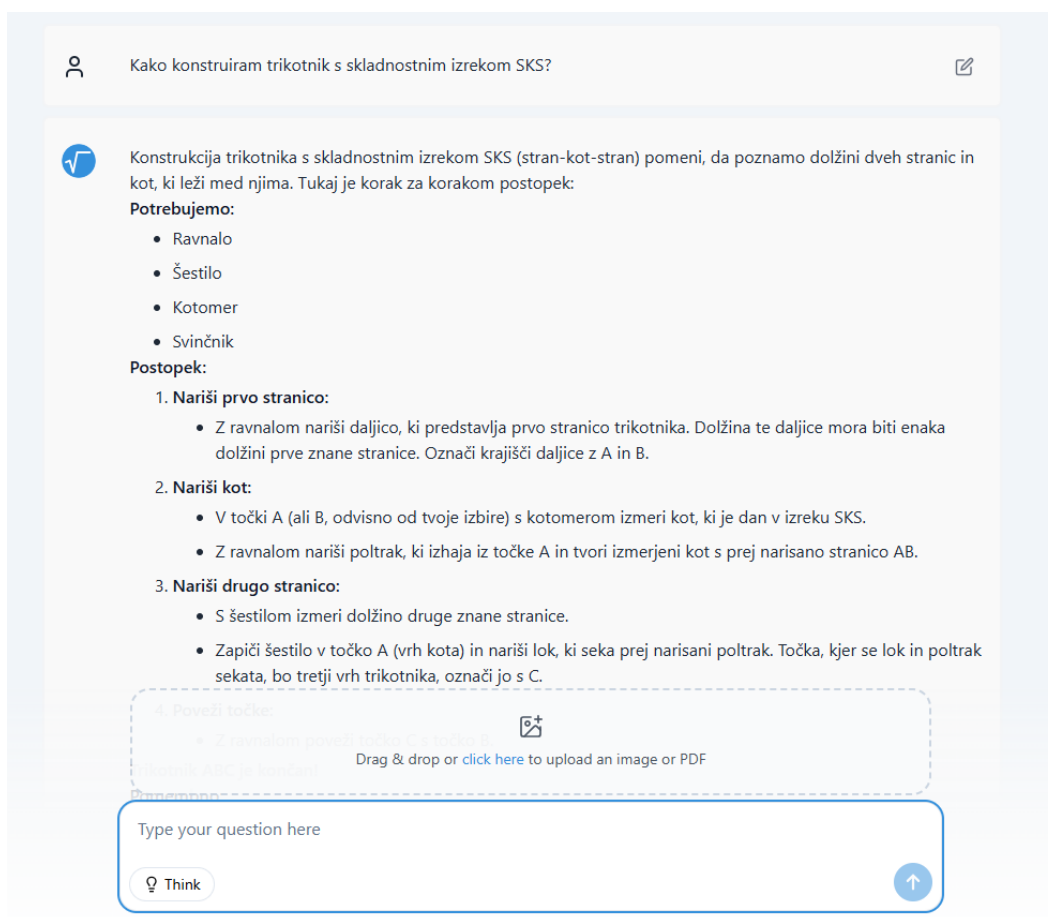 Kako konstruiram trikotnik s skladnostnim izrekom SKS?
Konstrukcija trikotnika s skladnostnim izrekom SKS (stran-kot-stran) pomeni, da poznamo dolžini dveh stranic in
kot, ki leži med njima. Tukaj je korak za korakom postopek:
Potrebujemo:
• Ravnalo
• Šestilo
• Kotomer
• Svinčnik
Postopek:
1. Nariši prvo stranico:
• Z ravnalom nariši daljico, ki predstavlja prvo stranico trikotnika. Dolžina te daljice mora biti enaka
dolžini prve znane stranice. Označi krajišči daljice z A in B.
2. Nariši kot:
• V točki A (ali B, odvisno od tvoje izbire) s kotomerom izmeri kot, ki je dan v izreku SKS.
• Z ravnalom nariši poltrak, ki izhaja iz točke A in tvori izmerjeni kot s prej narisano stranico AB.
3. Nariši drugo stranico:
• S šestilom izmeri dolžino druge znane stranice.
• Zapiči šestilo v točko A (vrh kota) in nariši lok, ki seka prej narisani poltrak. Točka, kjer se lok in poltrak
sekata, bo tretji vrh trikotnika, označi jo s C.
4. Poveži točke:
• Z ravnalom poveži točko C s točko B.
Trikotnik ABC je končan!
Pomembno:
Drag & drop or click here to upload an image or PDF
Type your question here
Think